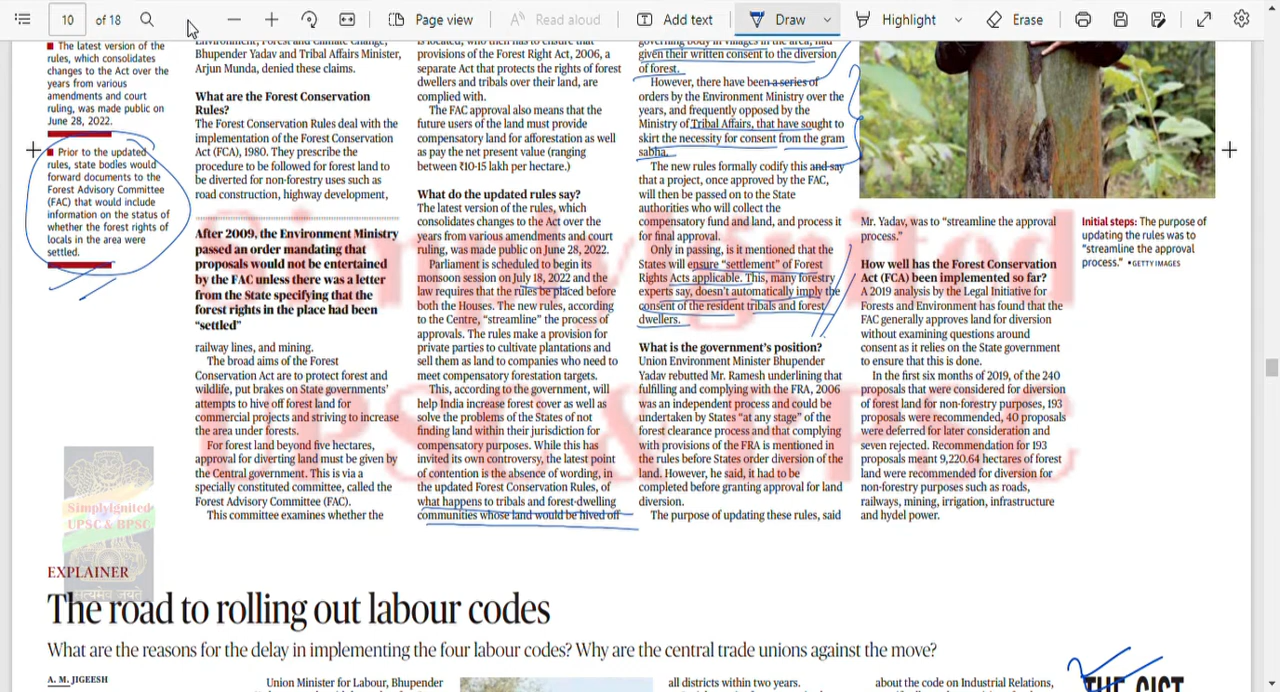 10 of 18
Page view
Read aloud
Add text
Draw
Highlight
Erase
The latest version of the
rules, which consolidates
changes to the Act over the
years from various
amendments and court
ruling, was made public on
June 28, 2022.
Prior to the updated
rules, state bodies would
forward documents to the
Forest Advisory Committee
(FAC) that would include
information on the status of
whether the forest rights of
locals in the area were
settled.
Environment, Forest and Climate Change,
Bhupender Yadav and Tribal Affairs Minister,
Arjun Munda, denied these claims.
What are the Forest Conservation
Rules?
The Forest Conservation Rules deal with the
implementation of the Forest Conservation
Act (FCA), 1980. They prescribe the
procedure to be followed for forest land to
be diverted for non-forestry uses such as
road construction, highway development,
After 2009, the Environment Ministry
passed an order mandating that
proposals would not be entertained
by the FAC unless there was a letter
from the State specifying that the
forest rights in the place had been
“settled”
railway lines, and mining.
The broad aims of the Forest
Conservation Act are to protect forest and
wildlife, put brakes on State governments’
attempts to hive off forest land for
commercial projects and striving to increase
the area under forests.
For forest land beyond five hectares,
approval for diverting land must be given by
the Central government. This is via a
specially constituted committee, called the
Forest Advisory Committee (FAC).
This committee examines whether the
provisions of the Forest Right Act, 2006, a
separate Act that protects the rights of forest
dwellers and tribals over their land, are
complied with.
The FAC approval also means that the
future users of the land must provide
compensatory land for afforestation as well
as pay the net present value (ranging
between ₹10-15 lakh per hectare.)
What do the updated rules say?
The latest version of the rules, which
consolidates changes to the Act over the
years from various amendments and court
ruling, was made public on June 28, 2022.
Parliament is scheduled to begin its
monsoon session on July 18, 2022 and the
law requires that the rules be placed before
both the Houses. The new rules, according
to the Centre, “streamline” the process of
approvals. The rules make a provision for
private parties to cultivate plantations and
sell them as land to companies who need to
meet compensatory forestation targets.
This, according to the government, will
help India increase forest cover as well as
solve the problems of the States of not
finding land within their jurisdiction for
compensatory purposes. While this has
invited its own controversy, the latest point
of contention is the absence of wording, in
the updated Forest Conservation Rules, of
what happens to tribals and forest-dwelling
communities whose land would be hived off
governing body in villages in the area, had
given their written consent to the diversion
of forest.
However, there have been a series of
orders by the Environment Ministry over the
years, and frequently opposed by the
Ministry of Tribal Affairs, that have sought to
skirt the necessity for consent from the gram
sabha.
The new rules formally codify this and say
that a project, once approved by the FAC,
will then be passed on to the State
authorities who will collect the
compensatory fund and land, and process it
for final approval.
Only in passing, is it mentioned that the
States will ensure “settlement” of Forest
Rights Acts applicable. This, many forestry
experts say, doesn’t automatically imply the
consent of the resident tribals and forest
dwellers.
What is the government’s position?
Union Environment Minister Bhupender
Yadav rebutted Mr. Ramesh underlining that
fulfilling and complying with the FRA, 2006
was an independent process and could be
undertaken by States “at any stage” of the
forest clearance process and that complying
with provisions of the FRA is mentioned in
the rules before States order diversion of the
land. However, he said, it had to be
completed before granting approval for land
diversion.
The purpose of updating these rules, said
Mr. Yadav, was to “streamline the approval
process.”
How well has the Forest Conservation
Act (FCA) been implemented so far?
A 2019 analysis by the Legal Initiative for
Forests and Environment has found that the
FAC generally approves land for diversion
without examining questions around
consent as it relies on the State government
to ensure that this is done.
In the first six months of 2019, of the 240
proposals that were considered for diversion
of forest land for non-forestry purposes, 193
proposals were recommended, 40 proposals
were deferred for later consideration and
seven rejected. Recommendation for 193
proposals meant 9,220.64 hectares of forest
land were recommended for diversion for
non-forestry purposes such as roads,
railways, mining, irrigation, infrastructure
and hydel power.
Initial steps: The purpose of
updating the rules was to
“streamline the approval
process.” • GETTY IMAGES
SimplyIgnited
UPSC & BPSC
SimplyIgnited
UPSC & BPSC
सत्यमेव जयते
EXPLAINER
The road to rolling out labour codes
What are the reasons for the delay in implementing the four labour codes? Why are the central trade unions against the move?
A. M. JIGEESH
Union Minister for Labour, Bhupender
all districts within two years.
about the code on Industrial Relations,
THE GIST